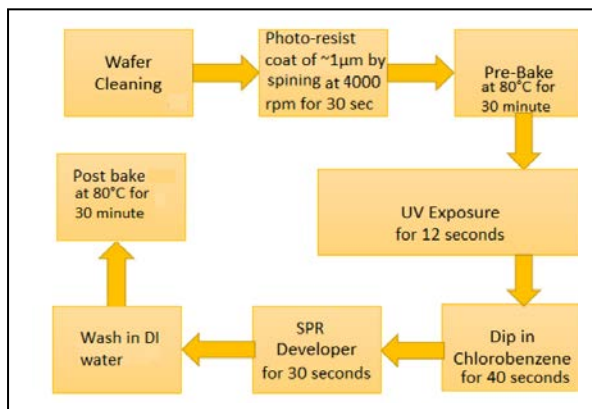 Wafer
Cleaning
Photo-resist
coat of ~1µm by
spining at 4000
rpm for 30 sec
Pre-Bake
at 80°C for
30 minute
UV Exposure
for 12 seconds
Dip in
Chlorobenzene
for 40 seconds
SPR
Developer
for 30 seconds
Wash in DI
water
Post bake
at 80°C for
30 minute